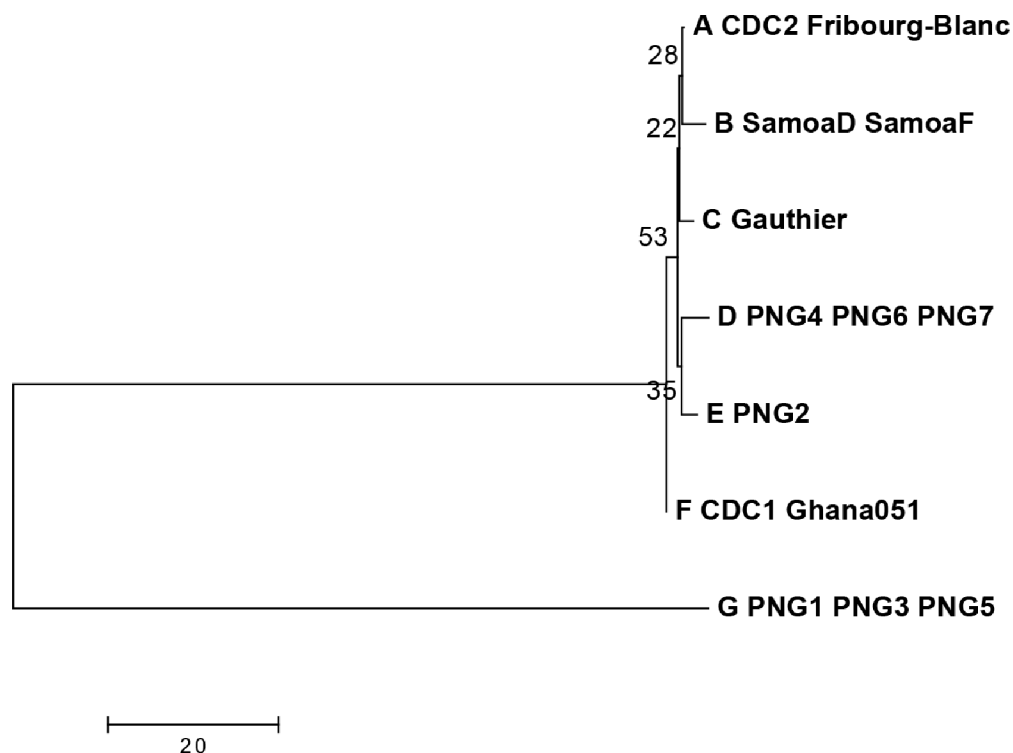 A CDC2 Fribourg-Blanc
28
B SamoaD SamoaF
22
C Gauthier
53
D PNG4 PNG6 PNG7
35
E PNG2
F CDC1 Ghana051
G PNG1 PNG3 PNG5
20